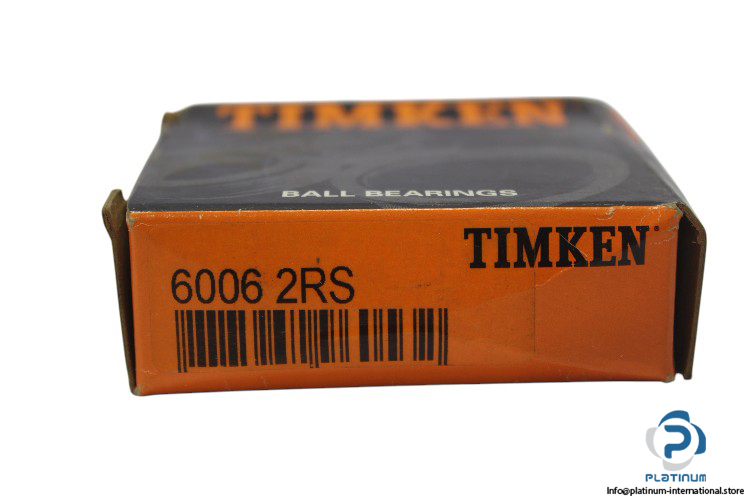 TIMKEN
BALL BEARINGS
TIMKEN
6006 2RS
PLATINUM
Info@platinum-international.store